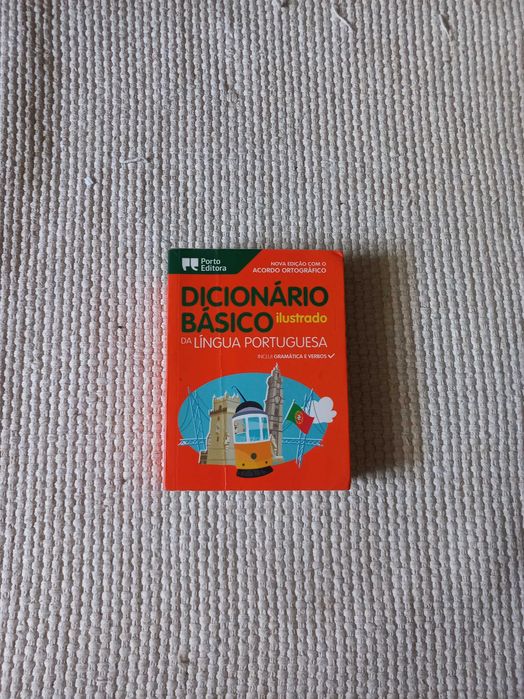 Porto
Editora
NOVA EDIÇÃO COM O
ACORDO ORTOGRÁFICO
DICIONÁRIO
BÁSICO ilustrado
DA LÍNGUA PORTUGUESA
INCLUI GRAMÁTICA E VERBOS